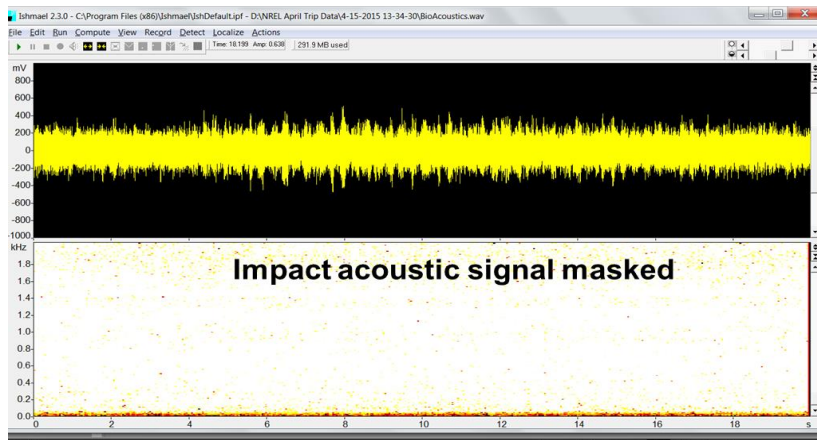 Ishmael 2.3.0 - C:\Program Files (x86)\Ishmael\IshDefault.ipf - D:\NREL April Trip Data\4-15-2015 13-34-30\BioAcoustics.wav
File Edit Run Compute View Record Detect Localize Actions
Time: 18.199 Amp: 0.638 291.9 MB used
mV
800
600
400
200
0
-200
-400
-600
-800
-1000
kHz
Impact acoustic signal masked
1.8
1.6
1.4
1.2
1.0
0.8
0.6
0.4
0.2
0.0
0 2 4 6 8 10 12 14 16 18 s